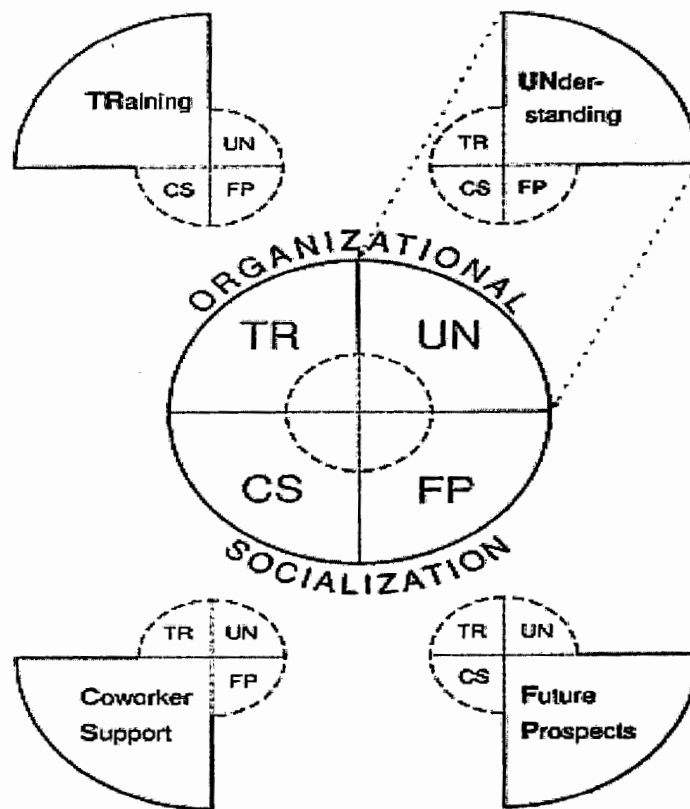 TRaining
UN
CS
FP
UNder-
standing
TR
CS
FP
ORGANIZATIONAL
TR
UN
CS
FP
SOCIALIZATION
TR
UN
FP
Coworker
Support
TR
UN
CS
Future
Prospects